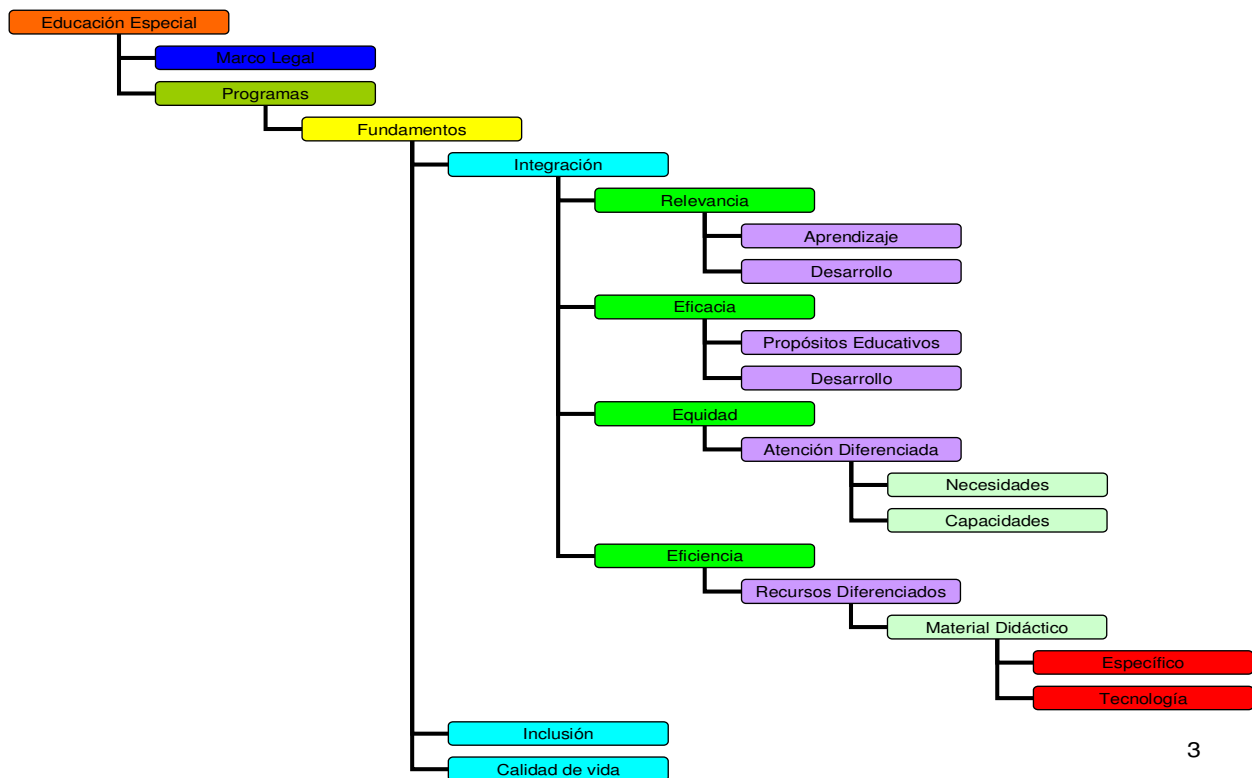 Educación Especial
Marco Legal
Programas
Fundamentos
Integración
Relevancia
Aprendizaje
Desarrollo
Eficacia
Propósitos Educativos
Desarrollo
Equidad
Atención Diferenciada
Necesidades
Capacidades
Eficiencia
Recursos Diferenciados
Material Didáctico
Específico
Tecnología
Inclusión
Calidad de vida
3